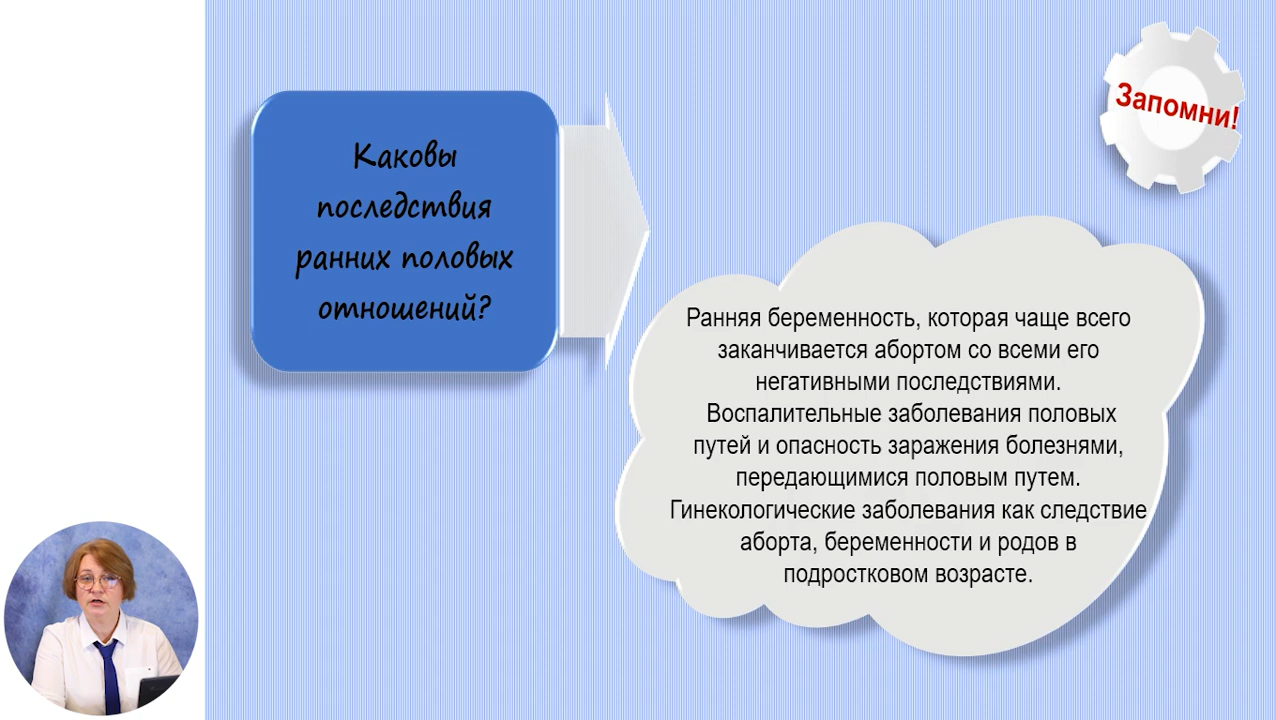 Каковы
последствия
ранних половых
отношений?
Запомни!
Ранняя беременность, которая чаще всего
заканчивается абортом со всеми его
негативными последствиями.
Воспалительные заболевания половых
путей и опасность заражения болезнями,
передающимися половым путем.
Гинекологические заболевания как следствие
аборта, беременности и родов в
подростковом возрасте.